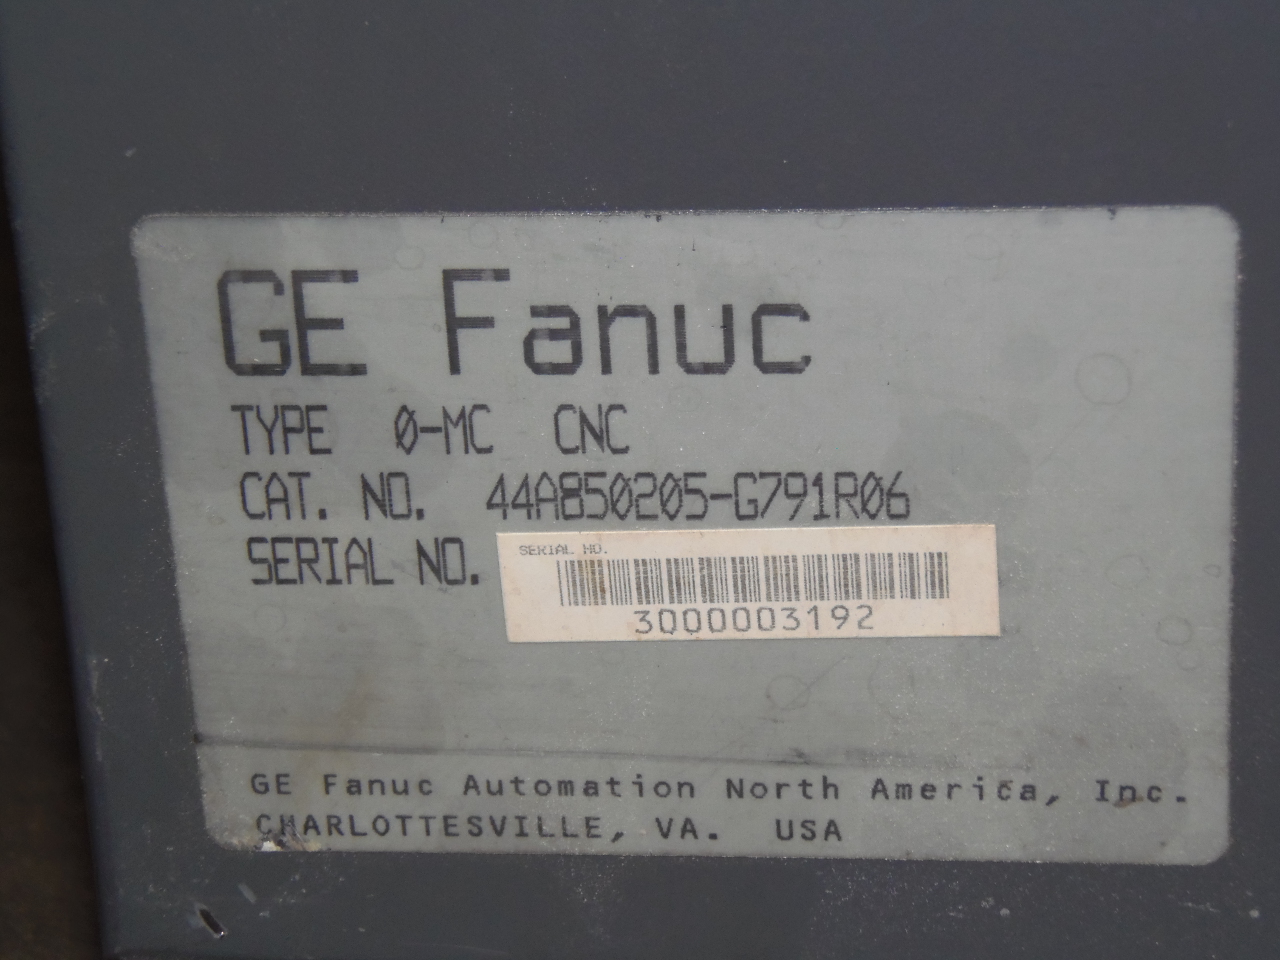 GE Fanuc
TYPE 0-MC CNC
CAT. NO. 44A850205-G791R06
SERIAL NO.
SERIAL NO.
3000003192
GE Fanuc Automation North America, Inc.
CHARLOTTESVILLE, VA. USA